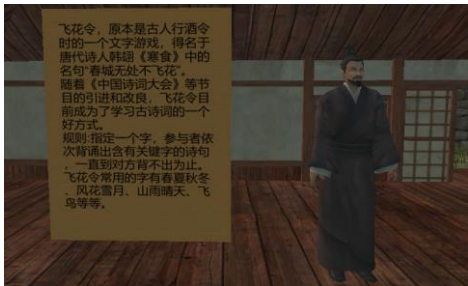 飞花令，原本是古人行酒令
时的一个文字游戏，得名于
唐代诗人韩翃《寒食》中的
名句“春城无处不飞花”。
随着《中国诗词大会》等节
目的引进和改良，飞花令目
前成为了学习古诗词的一个
好方式。
规则:指定一个字，参与者依
次背诵出含有关键字的诗句
，一直到对方背不出为止。
飞花令常用的字有春夏秋冬
、风花雪月、山雨晴天、飞
鸟等等。